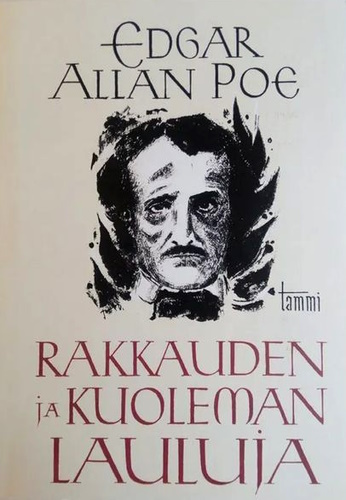 EDGAR
ALLAN POE
tammi
RAKKAUDEN
ja KUOLEMAN
LAULUJA